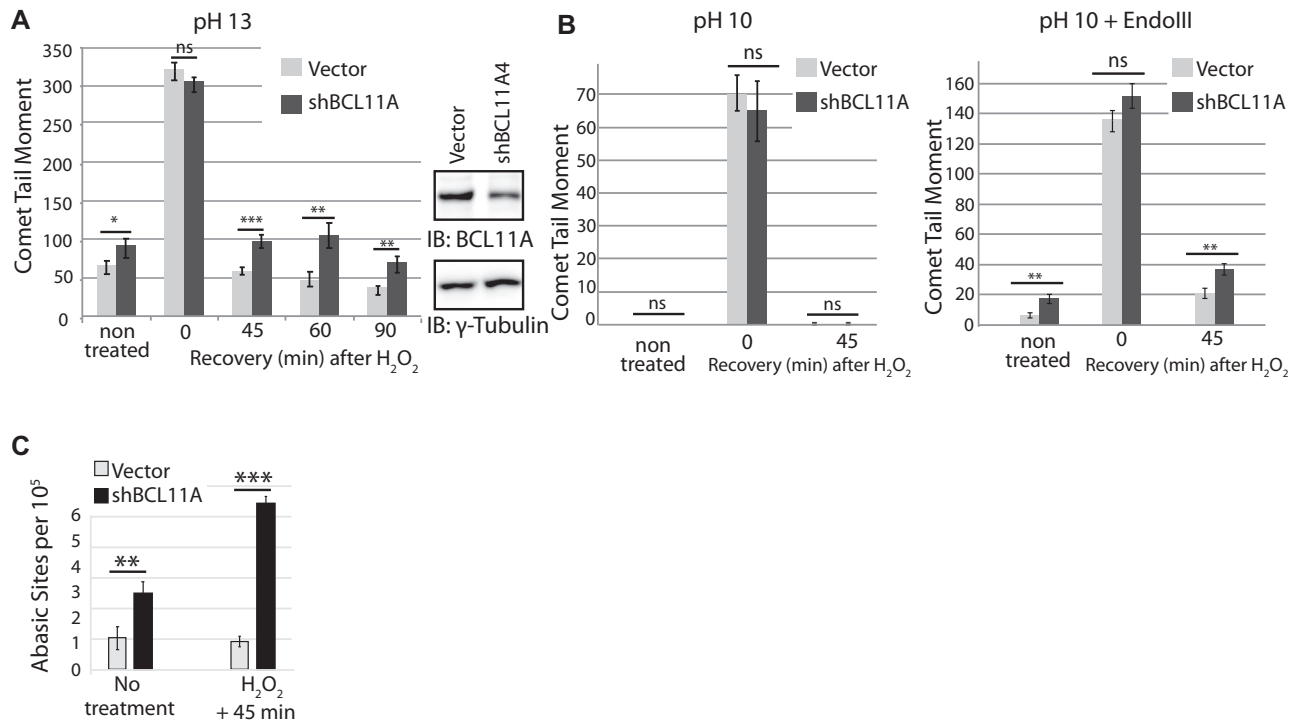 A
pH 13
Comet Tail Moment
350
300
250
200
150
100
50
0
ns
*
***
**
**
Vector
shBCL11A
non treated
0
45
60
90
Recovery (min) after H₂O₂
Vector
shBCL11A4
IB: BCL11A
IB: γ-Tubulin
B
pH 10
Comet Tail Moment
70
60
50
40
30
20
10
0
ns
ns
ns
Vector
shBCL11A
non treated
0
45
Recovery (min) after H₂O₂
pH 10 + EndoIII
Comet Tail Moment
160
140
120
100
80
60
40
20
0
ns
**
**
Vector
shBCL11A
non treated
0
45
Recovery (min) after H₂O₂
C
Vector
shBCL11A
Abasic Sites per 10⁵
6
5
4
3
2
1
0
**
***
No treatment
H₂O₂ + 45 min